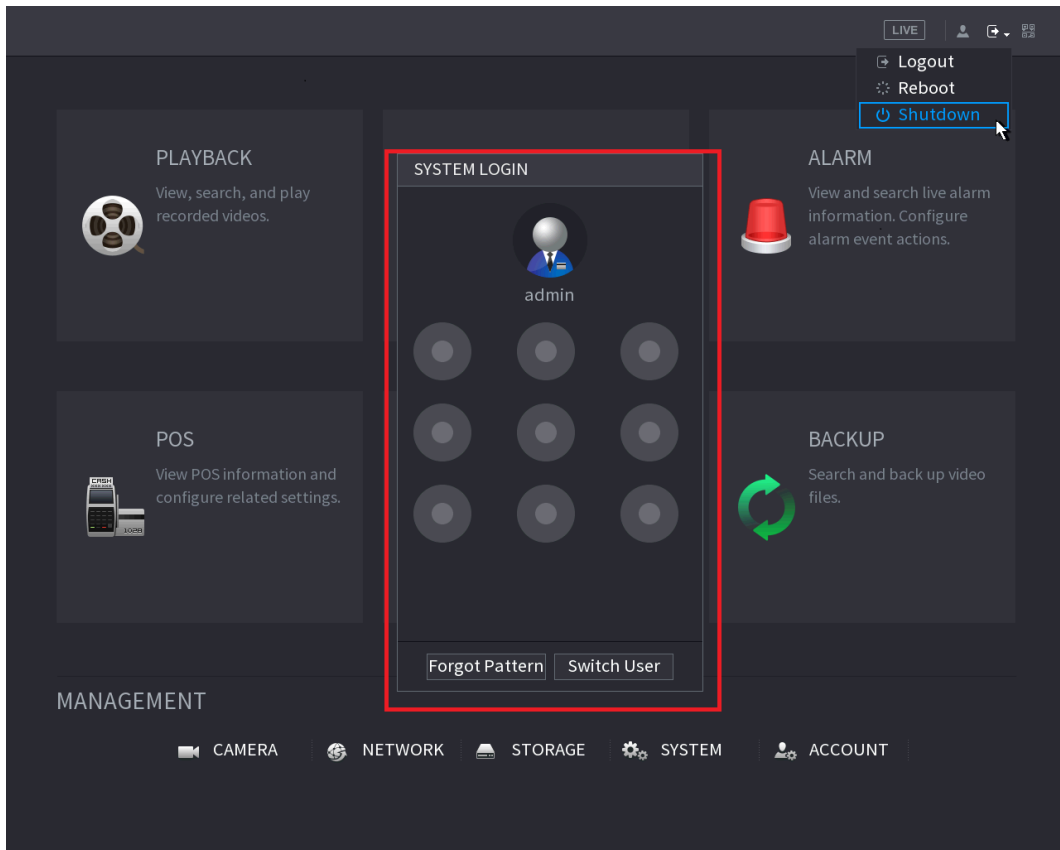 LIVE
Logout
Reboot
Shutdown
PLAYBACK
View, search, and play
recorded videos.
SYSTEM LOGIN
admin
Forgot Pattern
Switch User
ALARM
View and search live alarm
information. Configure
alarm event actions.
POS
View POS information and
configure related settings.
CASH
1028
BACKUP
Search and back up video
files.
MANAGEMENT
CAMERA
NETWORK
STORAGE
SYSTEM
ACCOUNT